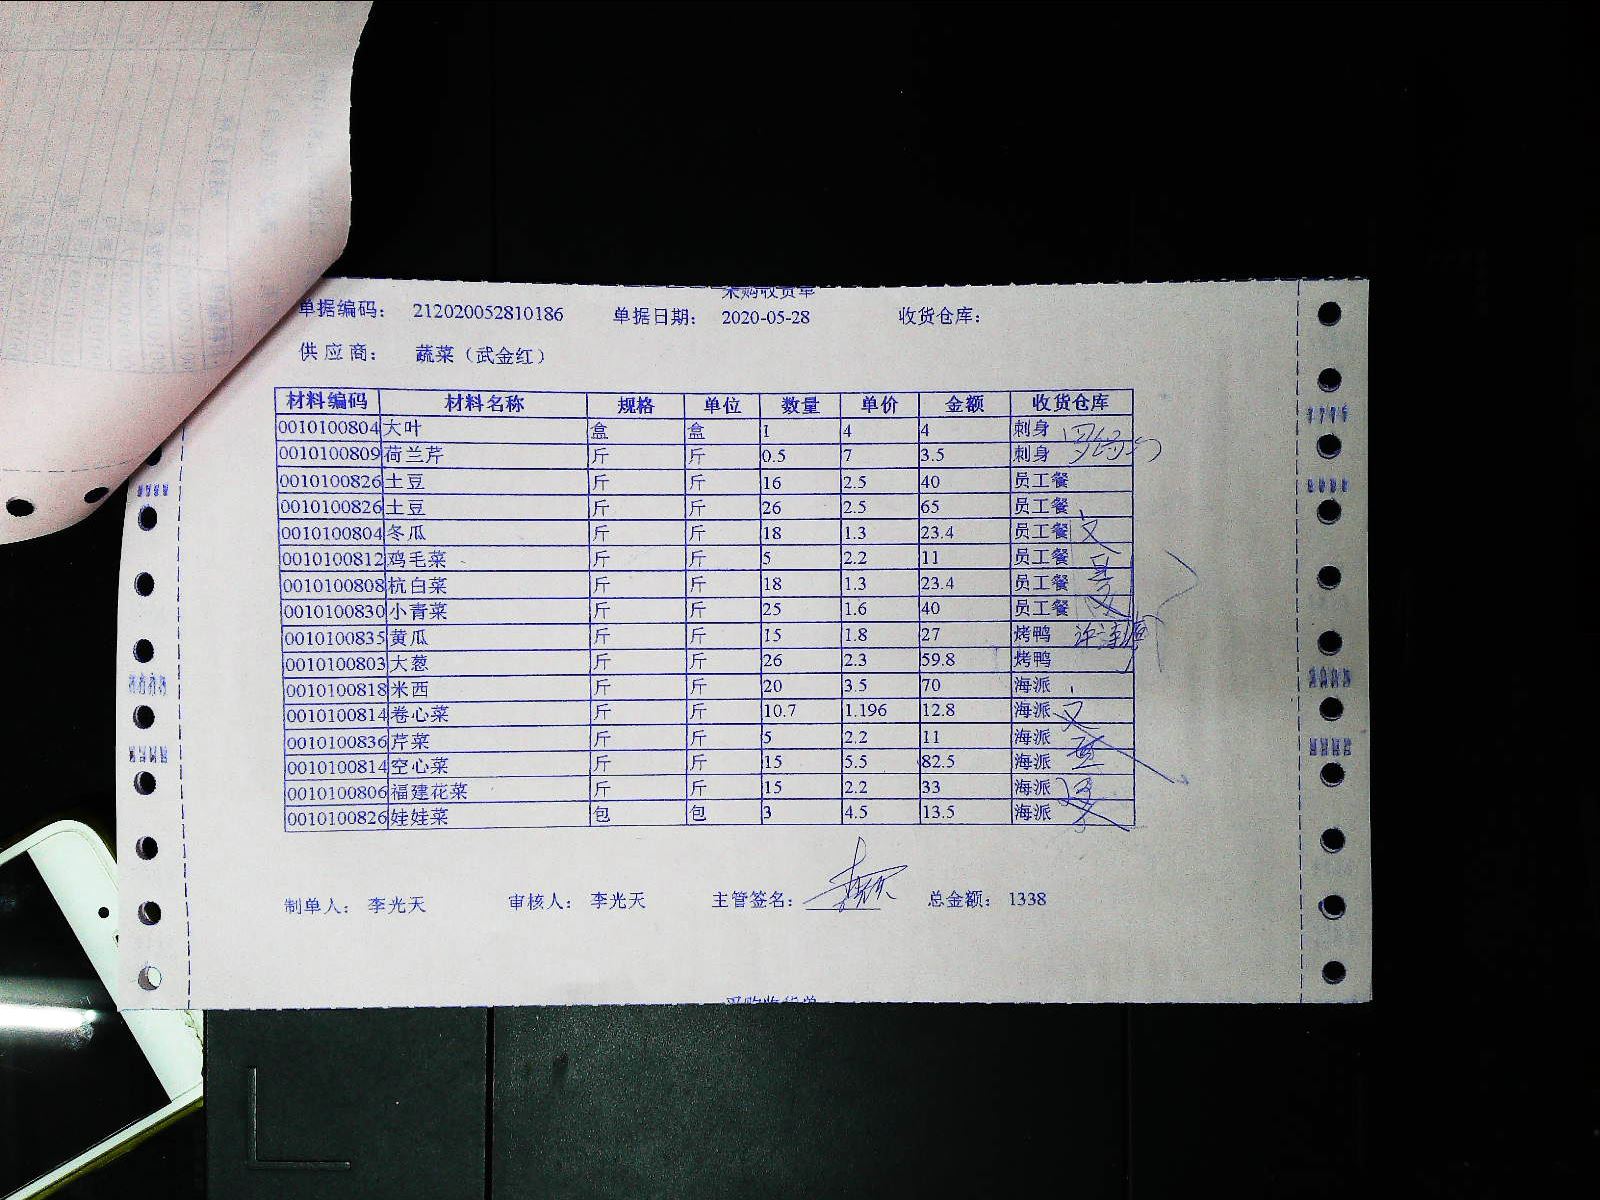 采购收货单
单据编码： 212020052810186 单据日期： 2020-05-28 收货仓库：
供应商： 蔬菜（武金红）
材料编码 材料名称 规格 单位 数量 单价 金额 收货仓库
0010100804 大叶 盒 盒 1 4 4 刺身
0010100809 荷兰芹 斤 斤 0.5 7 3.5 刺身
0010100826 土豆 斤 斤 16 2.5 40 员工餐
0010100826 土豆 斤 斤 26 2.5 65 员工餐
0010100804 冬瓜 斤 斤 18 1.3 23.4 员工餐
0010100812 鸡毛菜 斤 斤 5 2.2 11 员工餐
0010100808 杭白菜 斤 斤 18 1.3 23.4 员工餐
0010100830 小青菜 斤 斤 25 1.6 40 员工餐
0010100835 黄瓜 斤 斤 15 1.8 27 烤鸭
0010100803 大葱 斤 斤 26 2.3 59.8 烤鸭
0010100818 米西 斤 斤 20 3.5 70 海派
0010100814 卷心菜 斤 斤 10.7 1.196 12.8 海派
0010100836 芹菜 斤 斤 5 2.2 11 海派
0010100814 空心菜 斤 斤 15 5.5 82.5 海派
0010100806 福建花菜 斤 斤 15 2.2 33 海派
0010100826 娃娃菜 包 包 3 4.5 13.5 海派
制单人： 李光天 审核人： 李光天 主管签名： 总金额： 1338
采购收货单